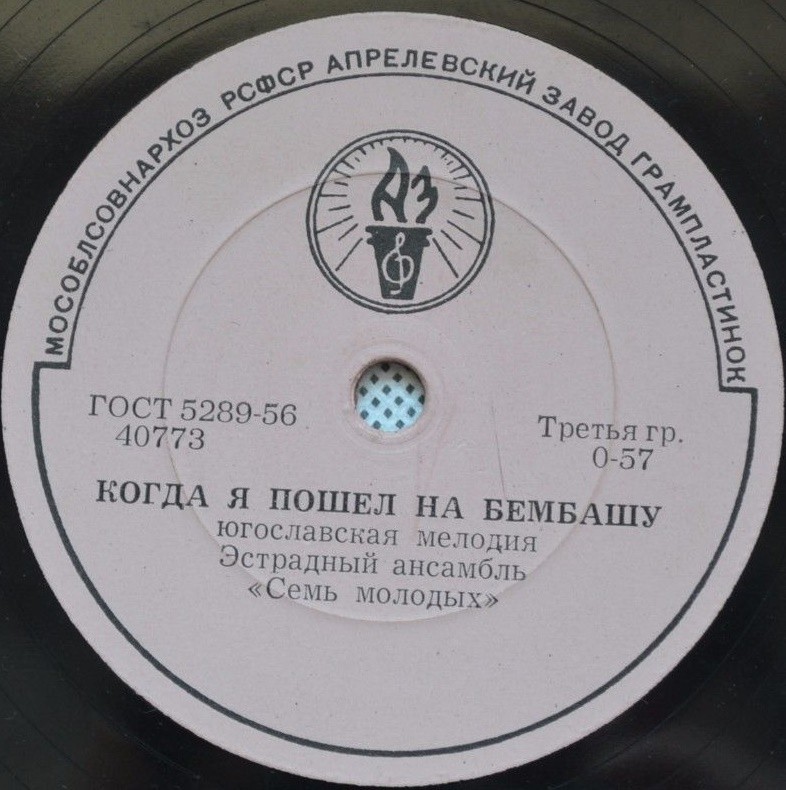 МОСОБЛСОВНАРХОЗ РСФСР АПРЕЛЕВСКИЙ ЗАВОД ГРАМПЛАСТИНОК
АЗ
ГОСТ 5289-56
40773
Третья гр.
0-57
КОГДА Я ПОШЕЛ НА БЕМБАШУ
югославская мелодия
Эстрадный ансамбль
«Семь молодых»